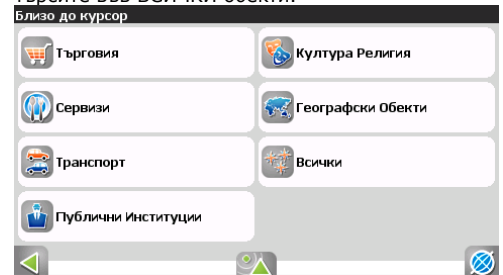 Близо до курсор
Търговия
Култура Религия
Сервизи
Географски Обекти
Транспорт
Всички
Публични Институции